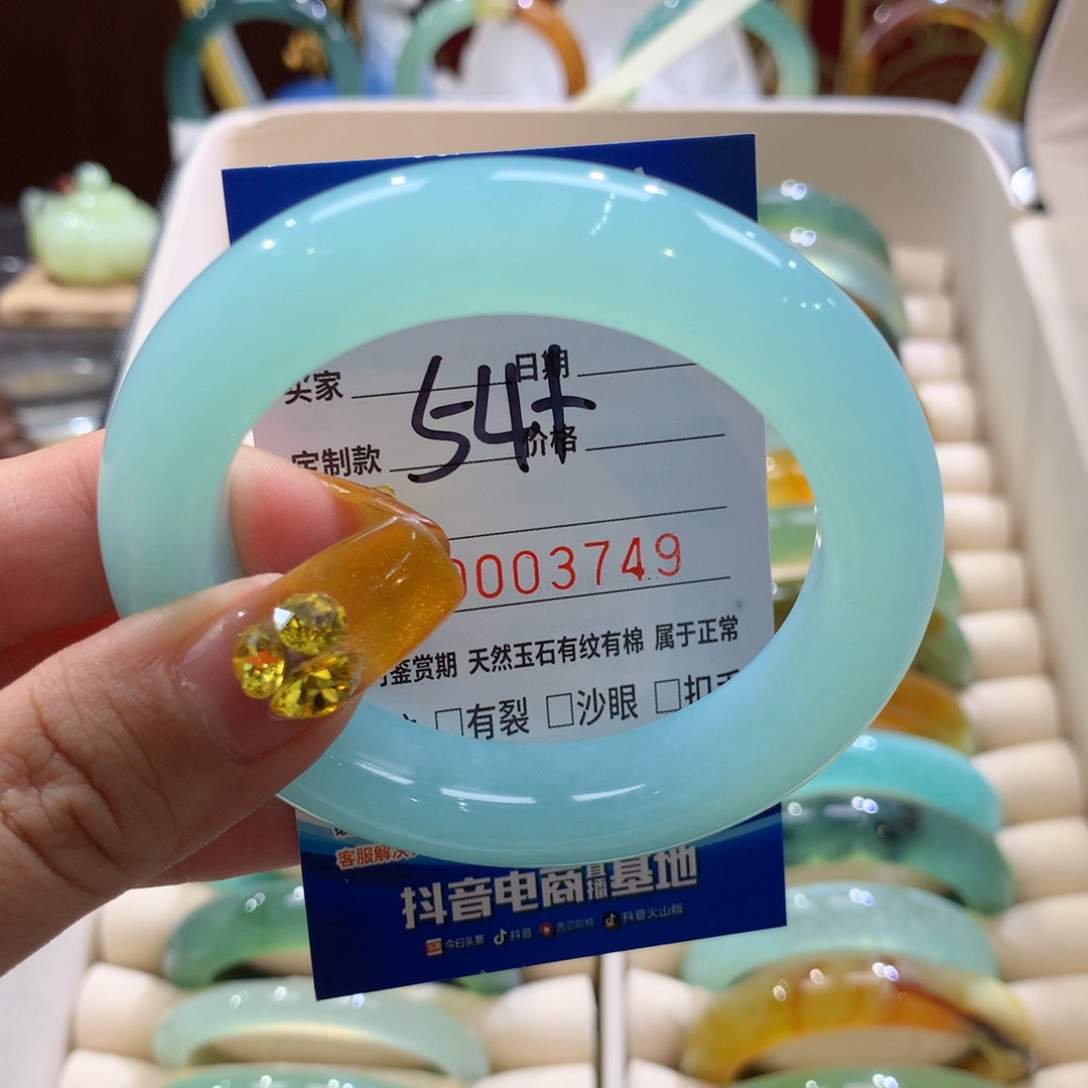 买家 日期
54+
定制款 价格
0003749
鉴赏期 天然玉石有纹有棉 属于正常
□有裂 □沙眼
客服解决
抖音电商直播基地
今日头条 抖音 西瓜视频 抖音火山版